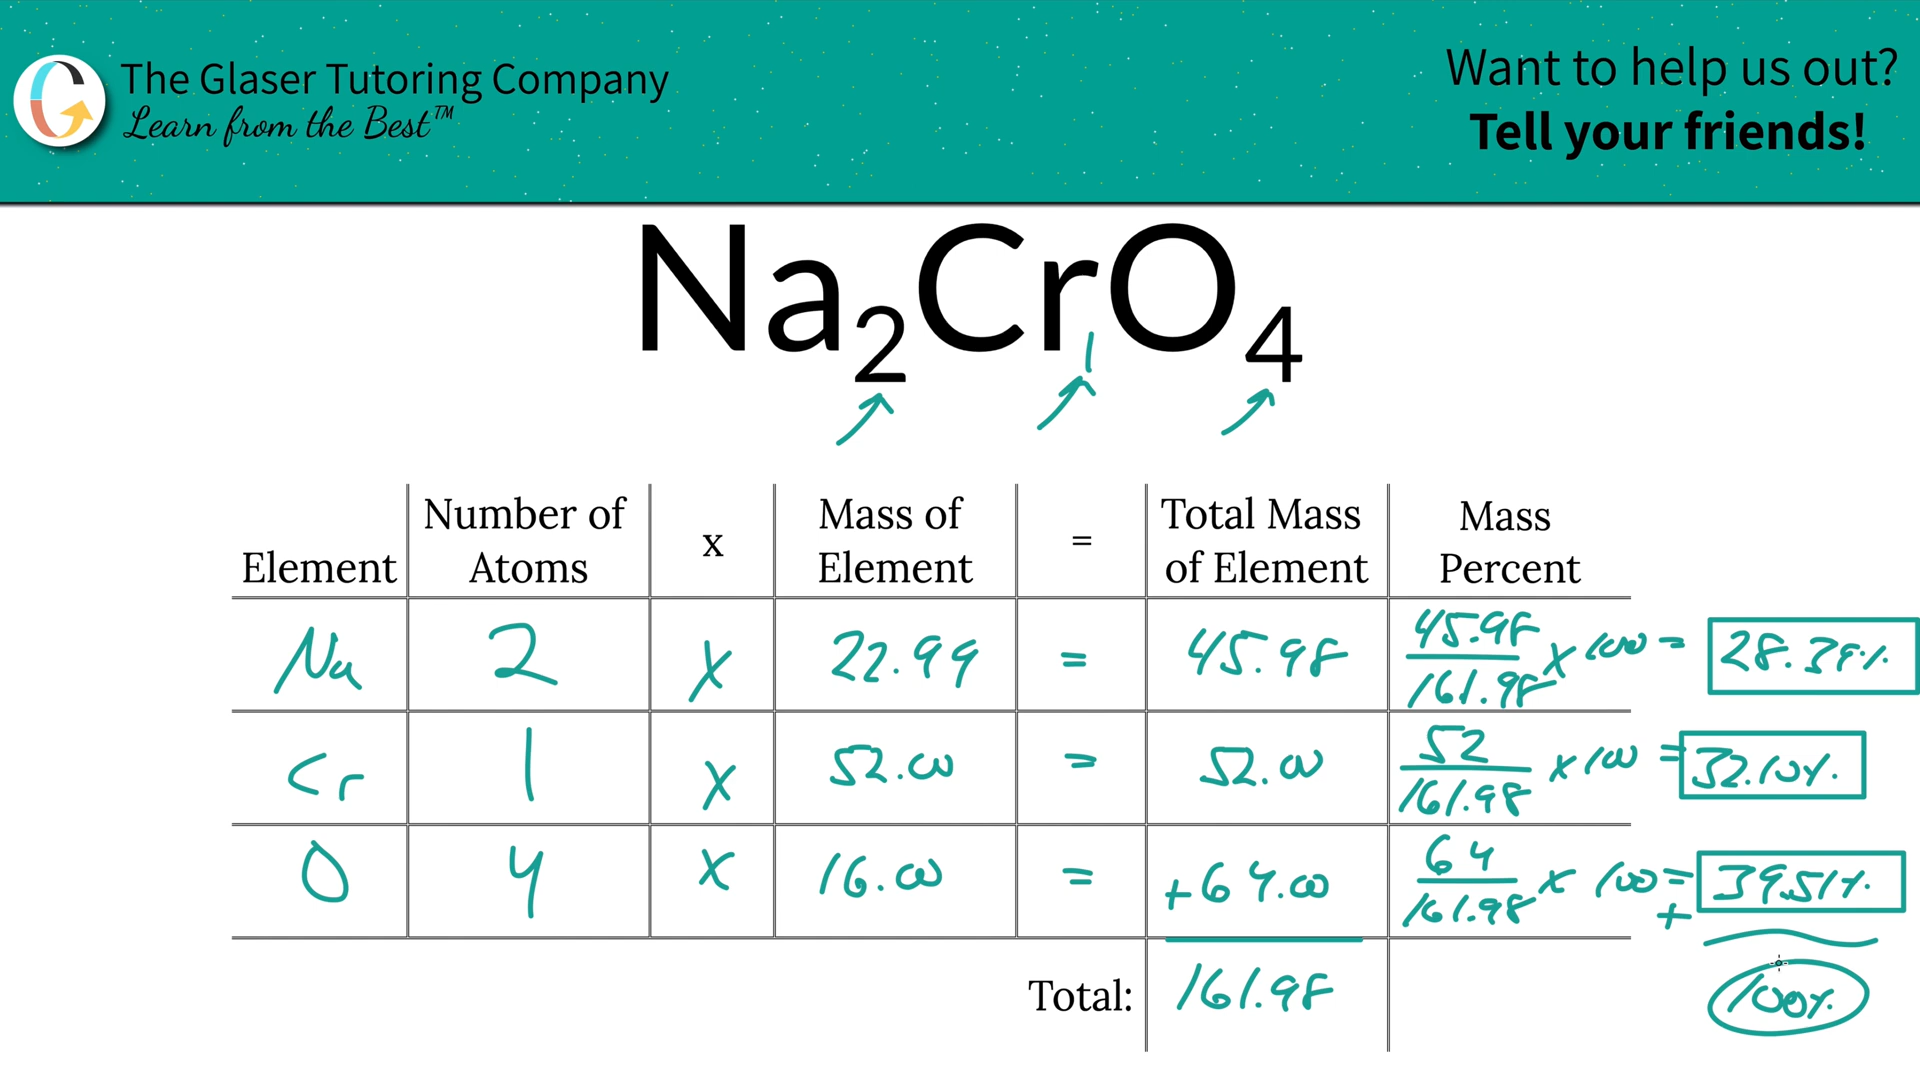 The Glaser Tutoring Company
Learn from the Best™
Want to help us out?
Tell your friends!
Na₂CrO₄
1
Element | Number of Atoms | x | Mass of Element | = | Total Mass of Element | Mass Percent
Na | 2 | x | 22.99 | = | 45.98 | 45.98/161.98 x 100 = 28.39%
Cr | 1 | x | 52.00 | = | 52.00 | 52/161.98 x 100 = 32.10%
O | 4 | x | 16.00 | = | +64.00 | 64/161.98 x 100 = 39.51%
+
Total: 161.98 | 100%